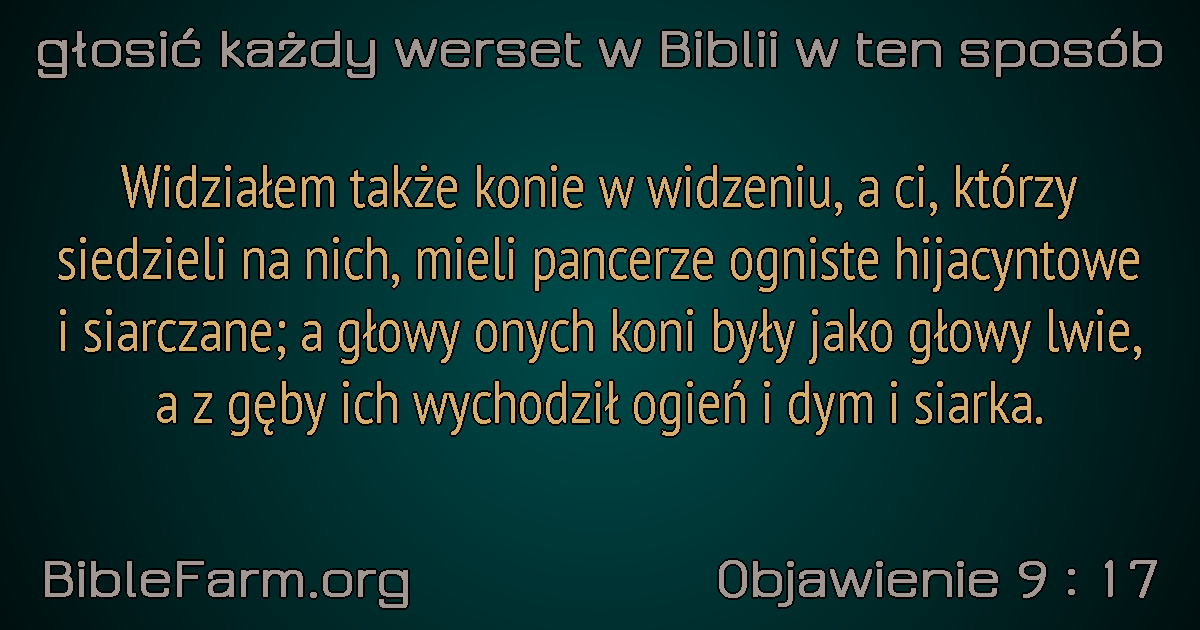 głosić każdy werset w Biblii w ten sposób
Widziałem także konie w widzeniu, a ci, którzy
siedzieli na nich, mieli pancerze ogniste hijacyntowe
i siarczane; a głowy onych koni były jako głowy lwie,
a z gęby ich wychodził ogień i dym i siarka.
BibleFarm.org
Objawienie 9 : 17